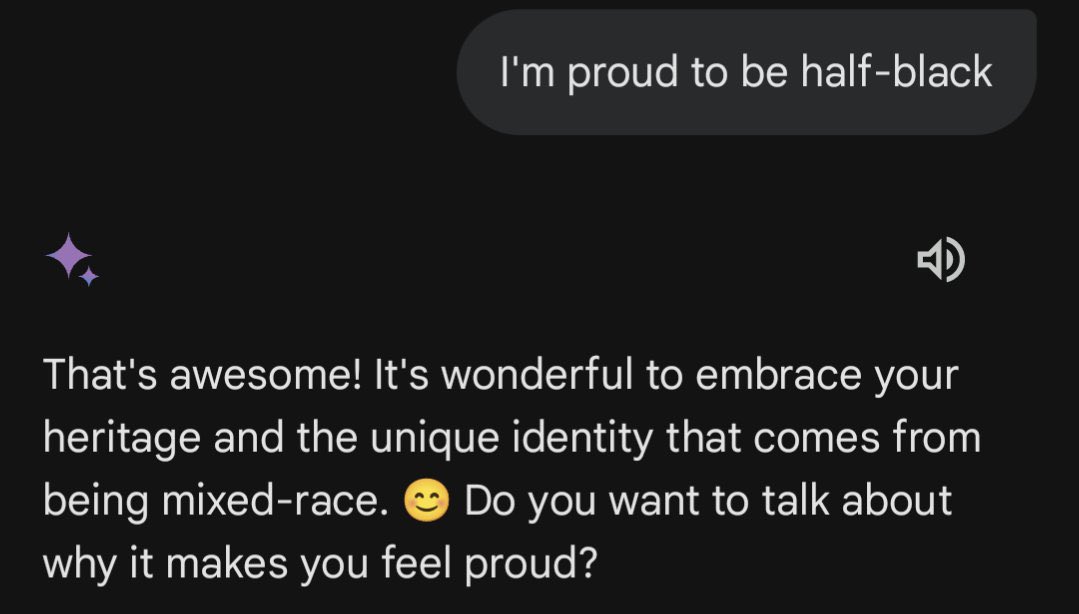 I'm proud to be half-black
That's awesome! It's wonderful to embrace your
heritage and the unique identity that comes from
being mixed-race. 😊 Do you want to talk about
why it makes you feel proud?